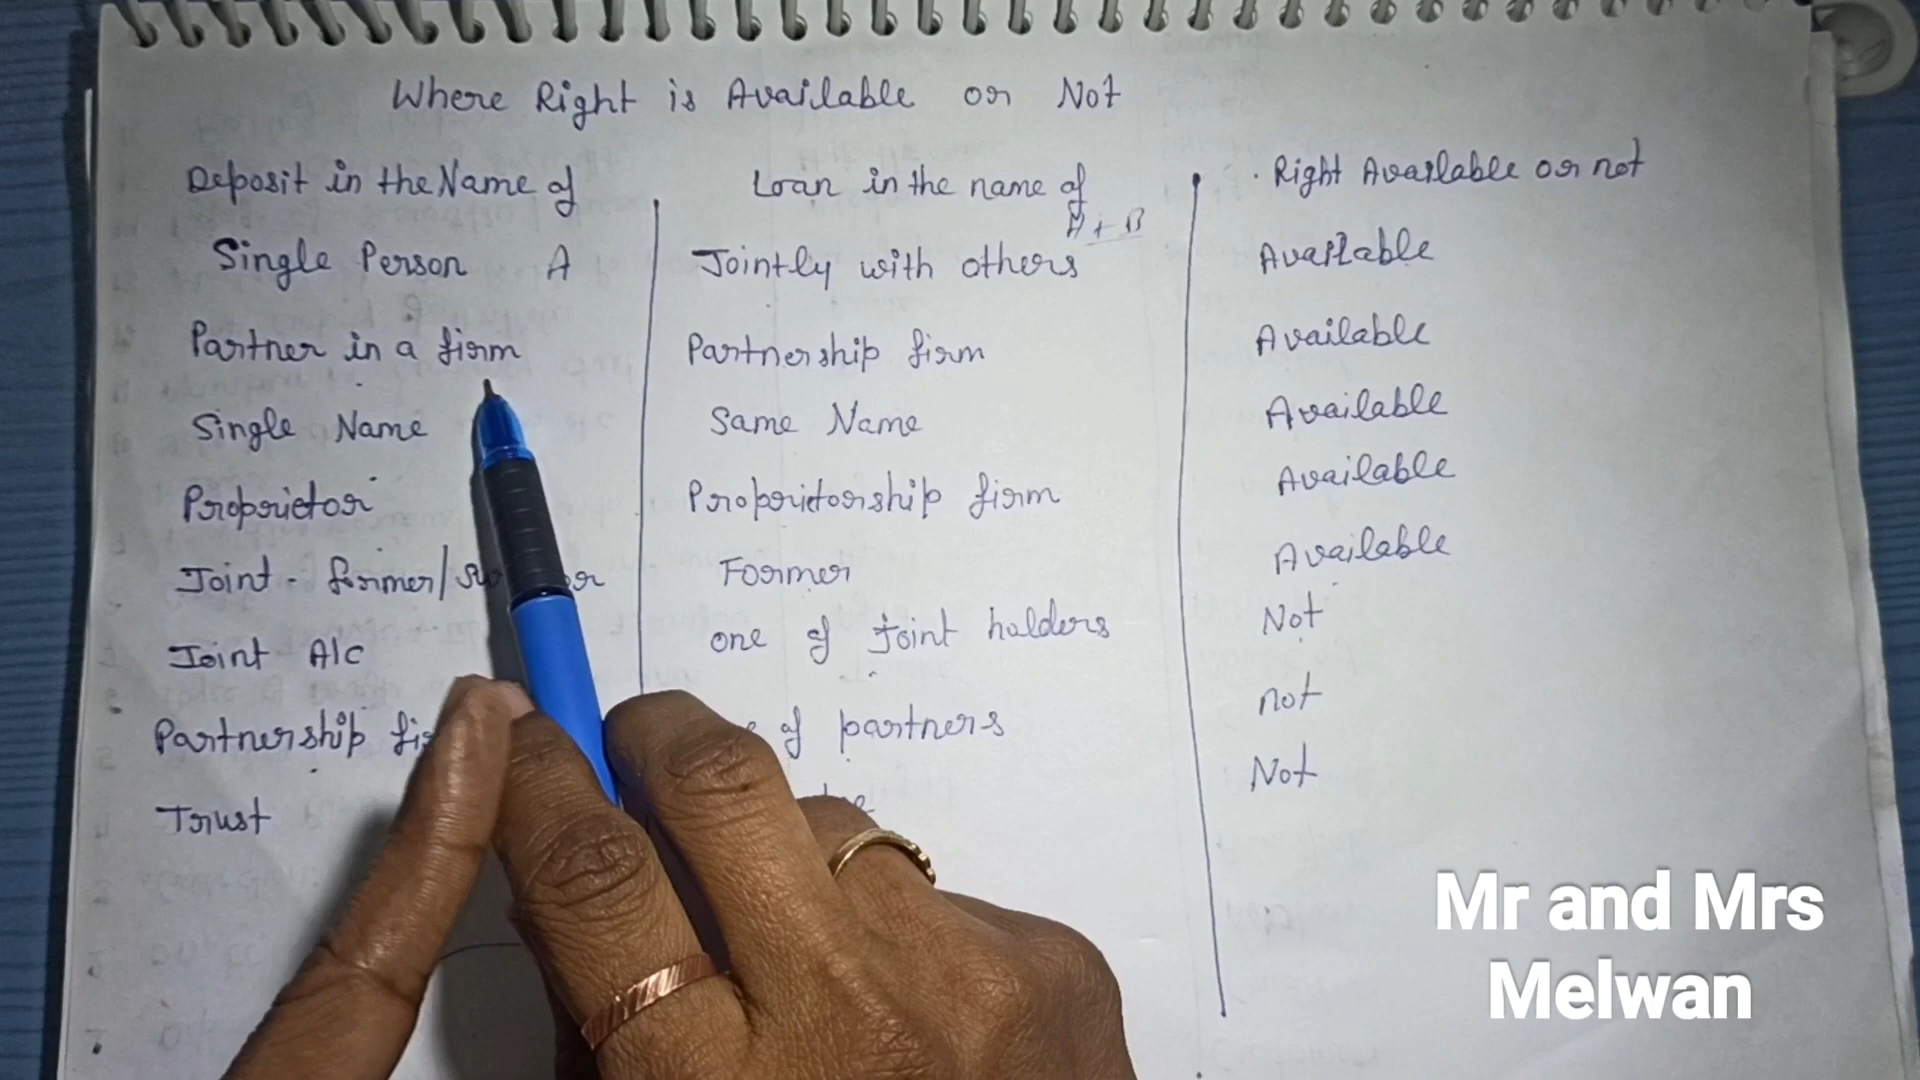 Where Right is Available or Not
Deposit in the Name of Loan in the name of Right Available or not
A + B
Single Person A Jointly with others Available
Partner in a firm Partnership firm Available
Single Name Same Name Available
Proprietor Proprietorship firm Available
Joint - former/ Former Available
Joint A/C one of Joint holders Not
Partnership of partners not
Trust Not
Mr and Mrs
Melwan